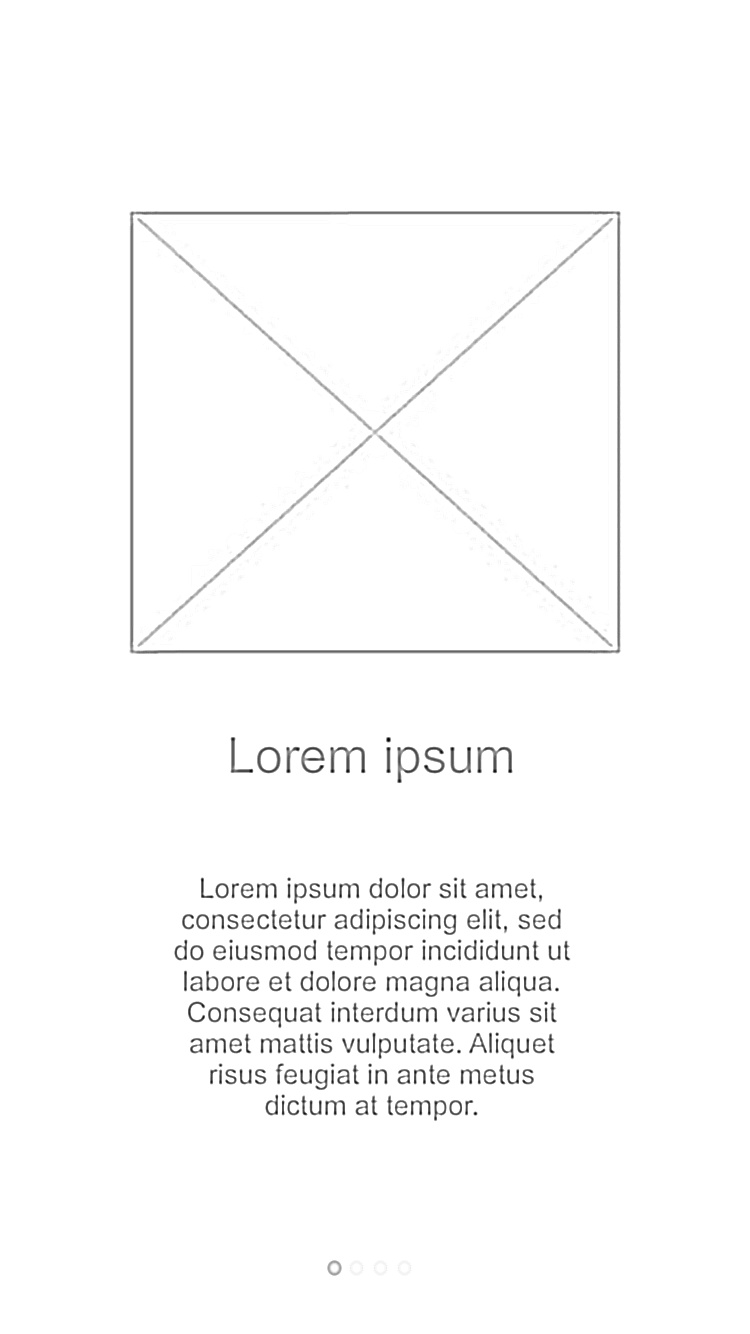 Lorem ipsum
Lorem ipsum dolor sit amet,
consectetur adipiscing elit, sed
do eiusmod tempor incididunt ut
labore et dolore magna aliqua.
Consequat interdum varius sit
amet mattis vulputate. Aliquet
risus feugiat in ante metus
dictum at tempor.